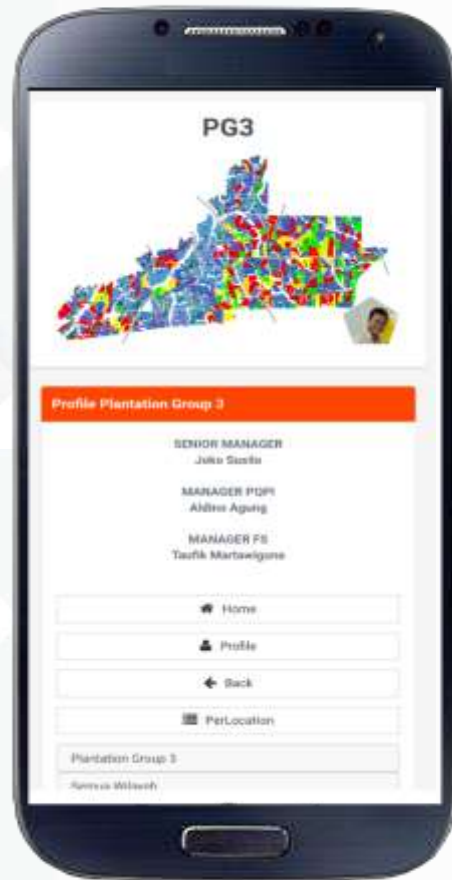 PG3
Profile Plantation Group 3
SENIOR MANAGER
Joko Susilo
MANAGER PQPI
Aldino Agung
MANAGER FS
Taufik Martawiguna
Home
Profile
Back
PerLocation
Plantation Group 3
Semua Wilayah